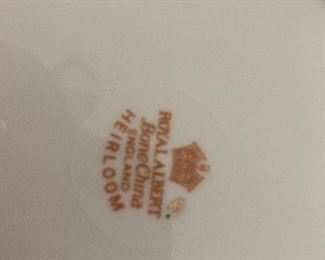 ROYAL ALBERT
Bone China
ENGLAND
HEIRLOOM